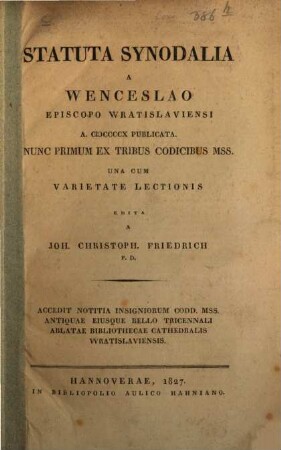 STATUTA SYNODALIA
A
WENCESLAO
EPISCOPO WRATISLAVIENSI
A. CDCCCCX PUBLICATA.
NUNC PRIMUM EX TRIBUS CODICIBUS MSS.
UNA CUM
VARIETATE LECTIONIS
EDITA
A
JOH. CHRISTOPH. FRIEDRICH
P. D.
ACCEDIT NOTITIA INSIGNIORUM CODD. MSS.
ANTIQUAE EIUSQUE BELLO TRICENNALI
ABLATAE BIBLIOTHECAE CATHEDRALIS
WRATISLAVIENSIS.
HANNOVERAE, 1827.
IN BIBLIOPOLIO AULICO HAHNIANO.